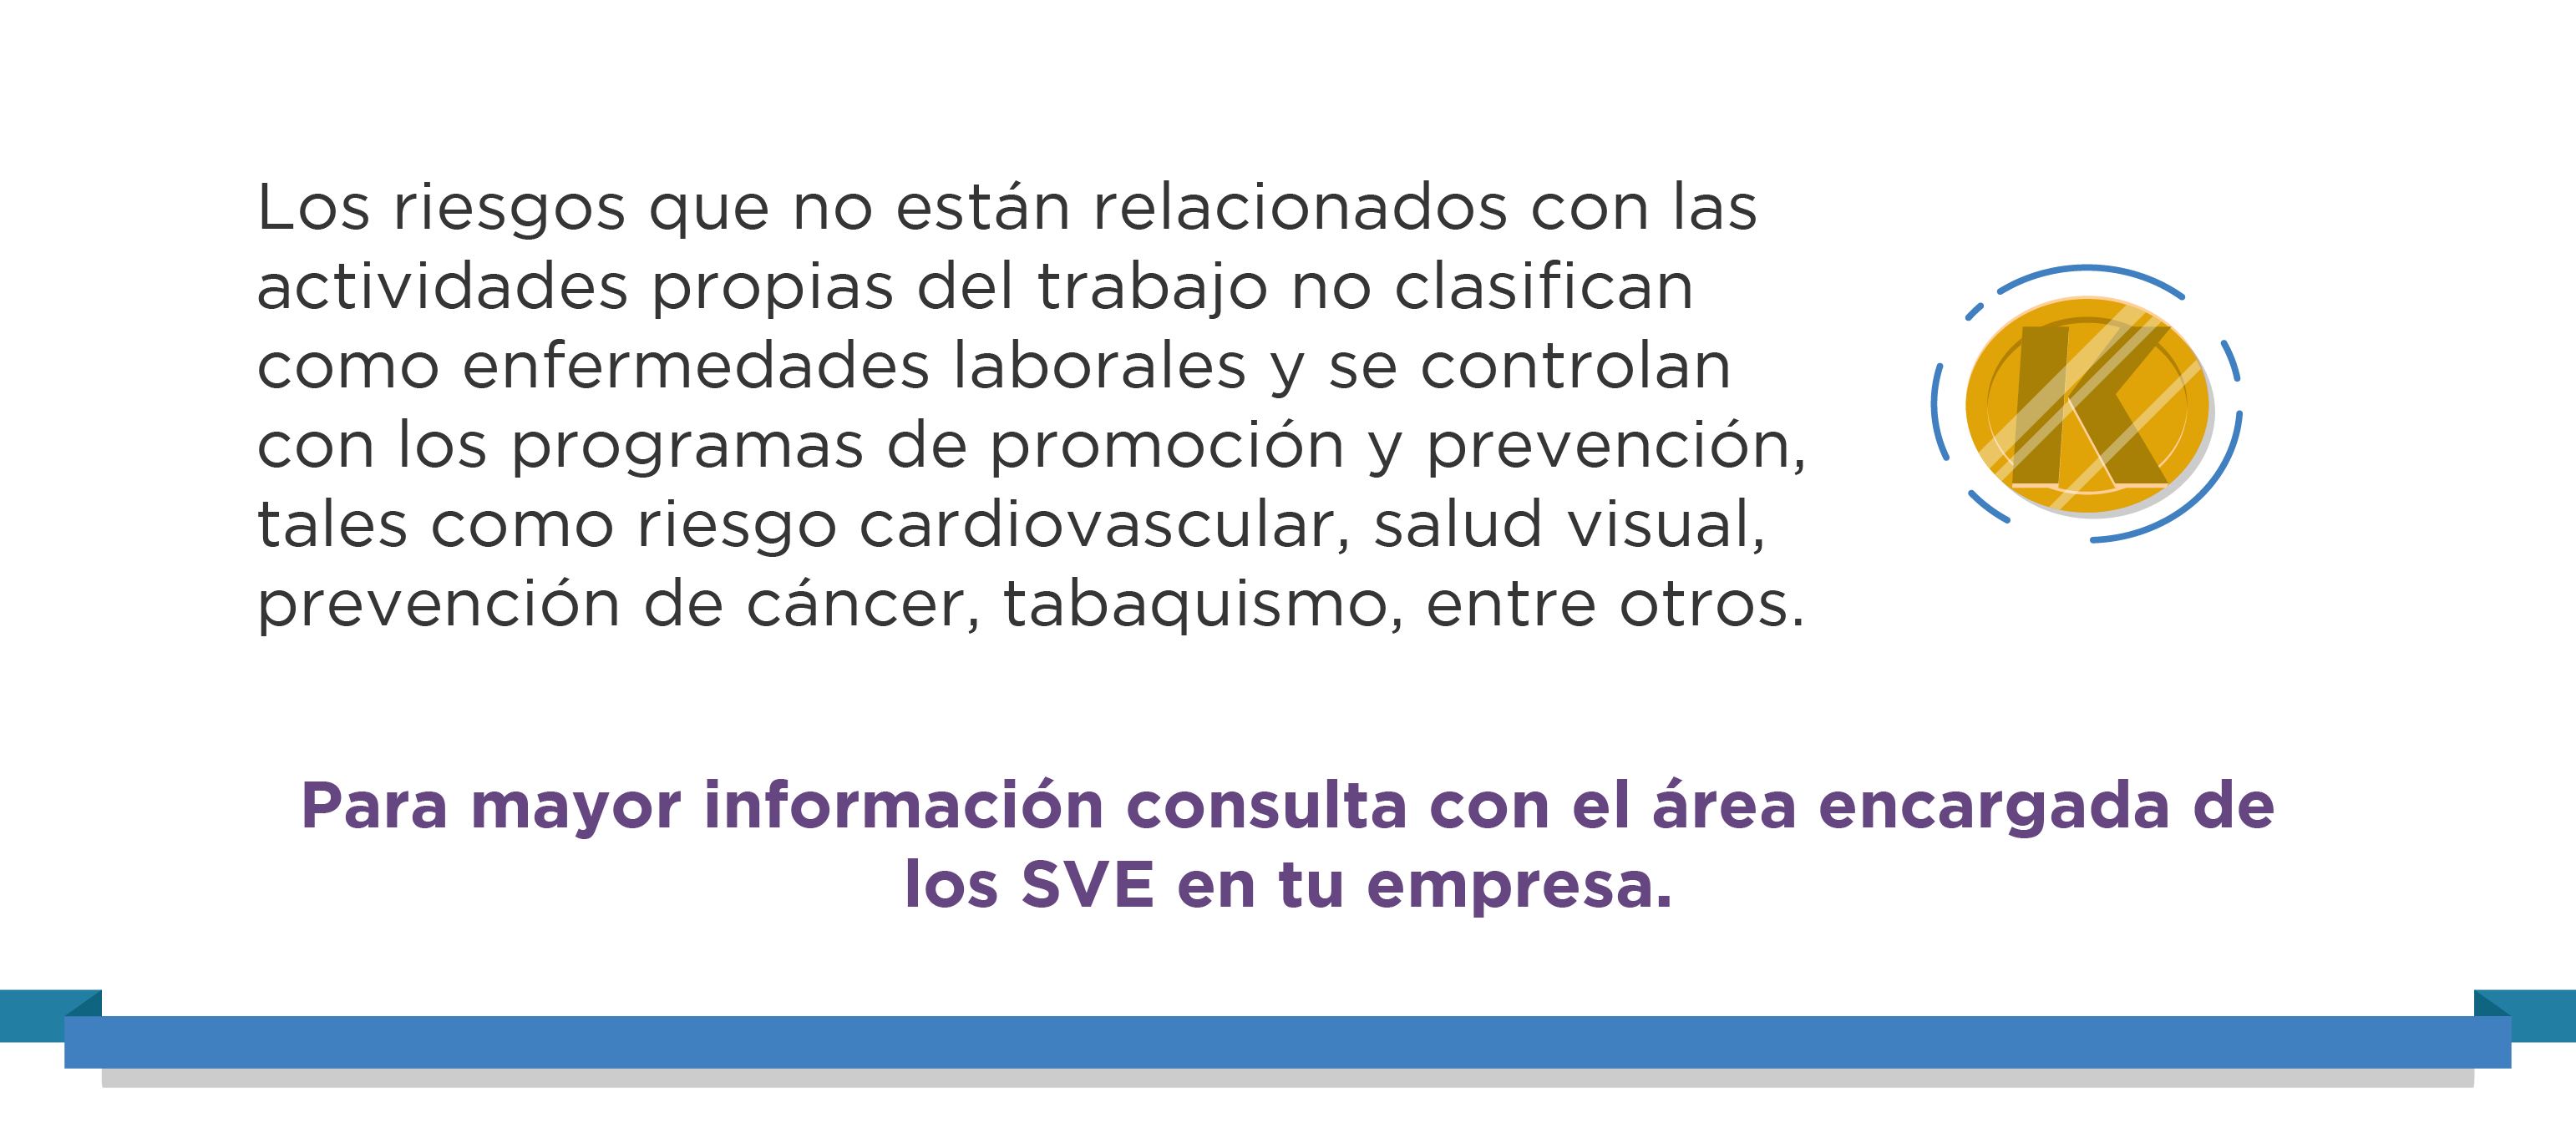 Los riesgos que no están relacionados con las
actividades propias del trabajo no clasifican
como enfermedades laborales y se controlan
con los programas de promoción y prevención,
tales como riesgo cardiovascular, salud visual,
prevención de cáncer, tabaquismo, entre otros.
K
Para mayor información consulta con el área encargada de
los SVE en tu empresa.